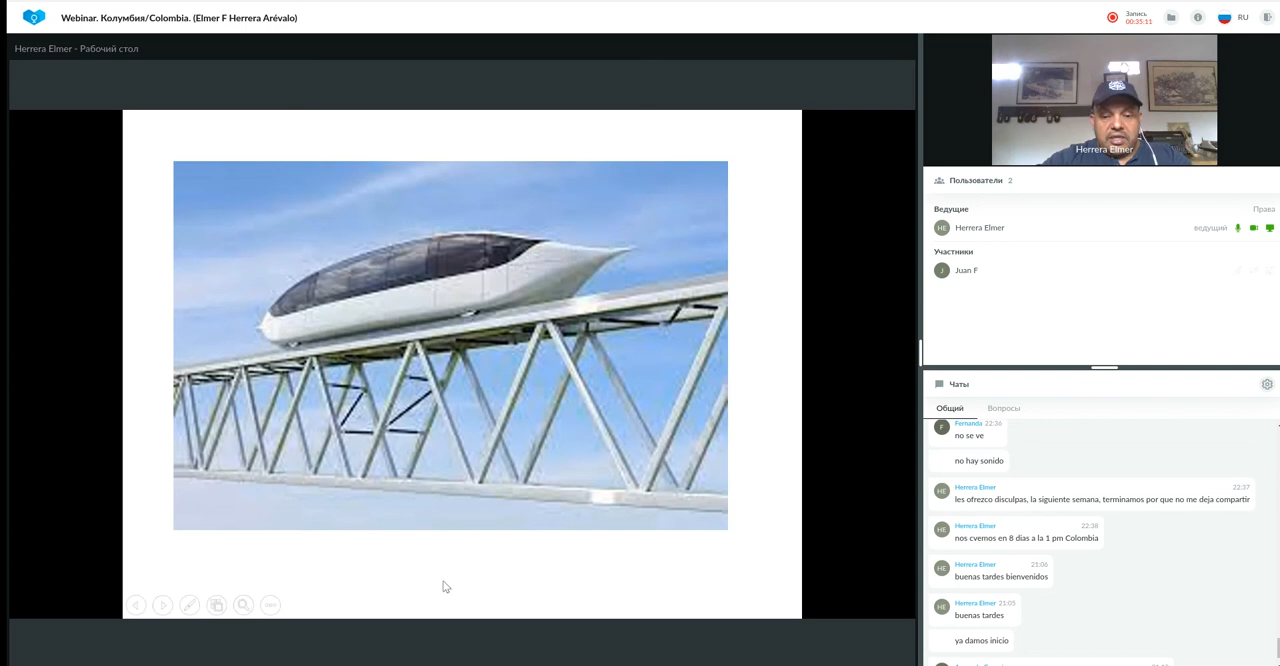 Webinar. Колумбия/Colombia. (Elmer F Herrera Arévalo)
Запись
00:35:11
RU
Herrera Elmer - Рабочий стол
Herrera Elmer
Пользователи 2
Ведущие Права
HE Herrera Elmer ведущий
Участники
J Juan F
Чаты
Общий Вопросы
F Fernanda 22:36
no se ve
no hay sonido
HE Herrera Elmer 22:37
les ofrezco disculpas, la siguiente semana, terminamos por que no me deja compartir
HE Herrera Elmer 22:38
nos cvemos en 8 dias a la 1 pm Colombia
HE Herrera Elmer 21:06
buenas tardes bienvenidos
HE Herrera Elmer 21:05
buenas tardes
ya damos inicio